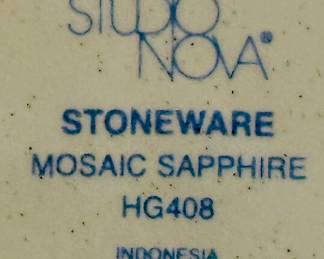 STUDIO
NOVA®
STONEWARE
MOSAIC SAPPHIRE
HG408
INDONESIA